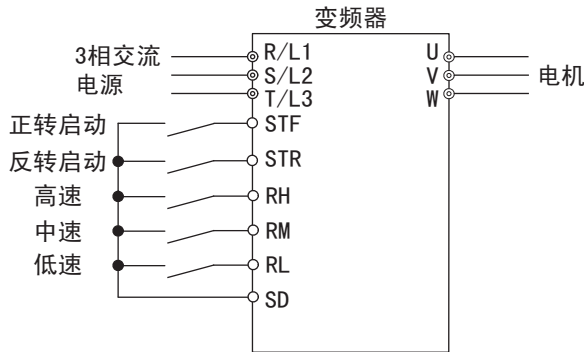 变频器
3相交流
电源
R/L1
S/L2
T/L3
U
V
W
电机
正转启动
STF
反转启动
STR
高速
RH
中速
RM
低速
RL
SD